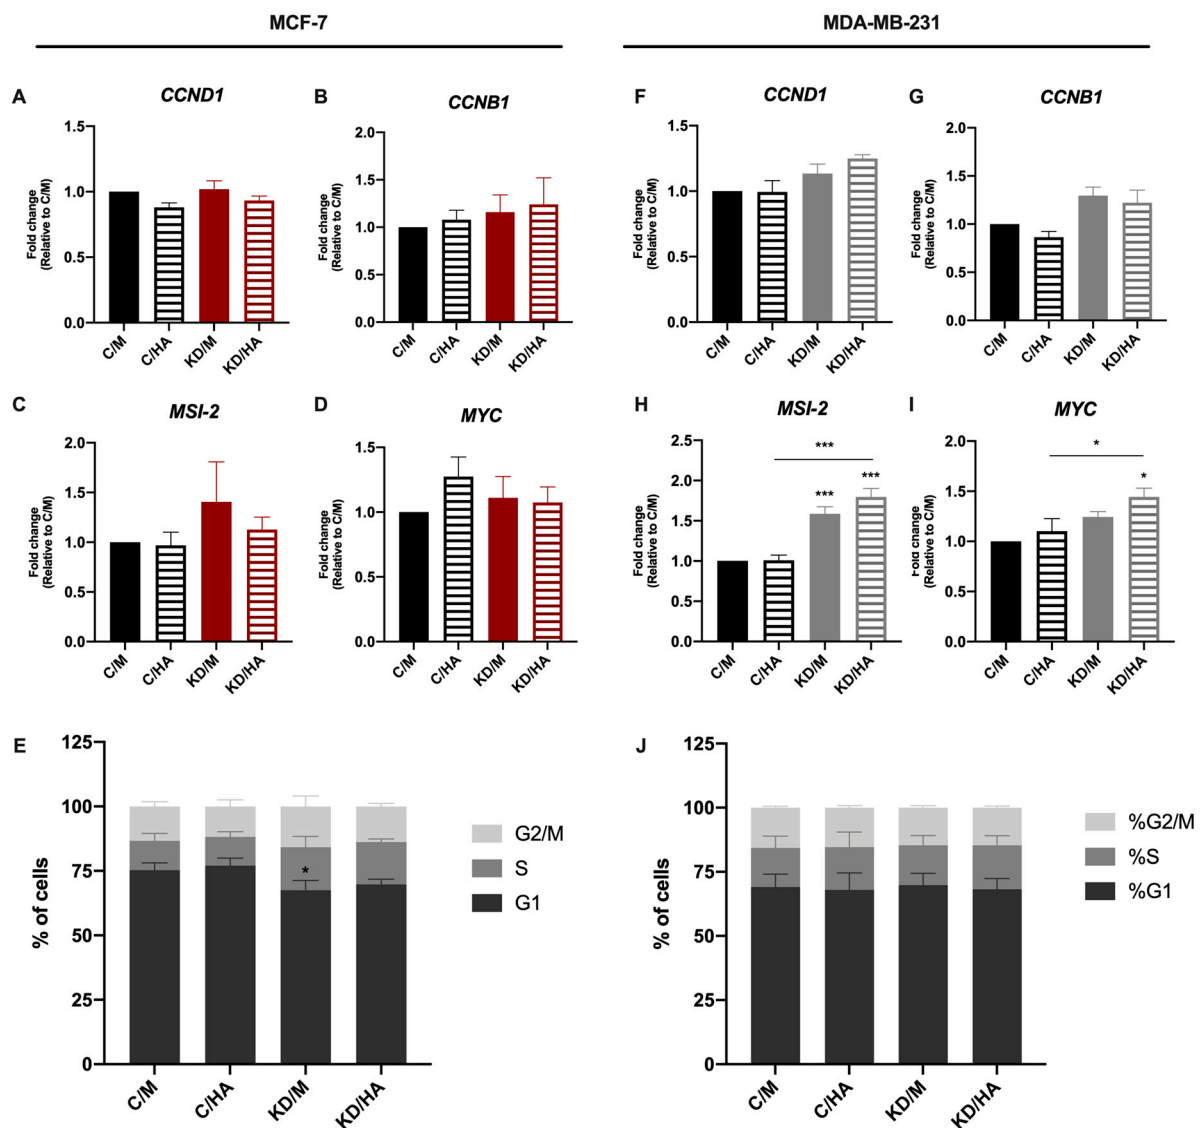 MCF-7
MDA-MB-231
A
CCND1
1.5
1.0
0.5
0.0
Fold change
(Relative to C/M)
C/M
C/HA
KD/M
KD/HA
B
CCNB1
2.0
1.5
1.0
0.5
0.0
Fold change
(Relative to C/M)
C/M
C/HA
KD/M
KD/HA
F
CCND1
1.5
1.0
0.5
0.0
Fold change
(Relative to C/M)
C/M
C/HA
KD/M
KD/HA
G
CCNB1
2.0
1.5
1.0
0.5
0.0
Fold change
(Relative to C/M)
C/M
C/HA
KD/M
KD/HA
C
MSI-2
2.0
1.5
1.0
0.5
0.0
Fold change
(Relative to C/M)
C/M
C/HA
KD/M
KD/HA
D
MYC
1.5
1.0
0.5
0.0
Fold change
(Relative to C/M)
C/M
C/HA
KD/M
KD/HA
H
MSI-2
2.5
2.0
1.5
1.0
0.5
0.0
Fold change
(Relative to C/M)
***
***
***
C/M
C/HA
KD/M
KD/HA
I
MYC
2.0
1.5
1.0
0.5
0.0
Fold change
(Relative to C/M)
*
*
C/M
C/HA
KD/M
KD/HA
E
125
100
75
50
25
0
% of cells
*
C/M
C/HA
KD/M
KD/HA
G2/M
S
G1
J
125
100
75
50
25
0
% of cells
C/M
C/HA
KD/M
KD/HA
%G2/M
%S
%G1